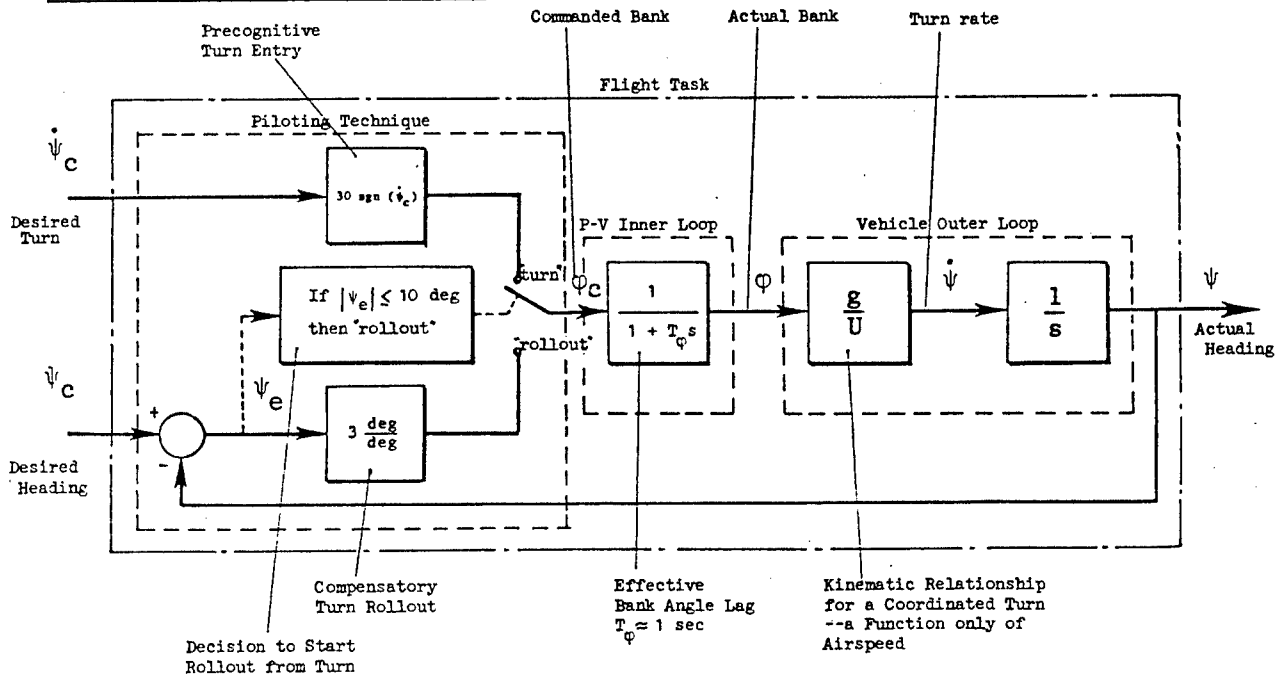 Commanded Bank
Actual Bank
Turn rate
Precognitive
Turn Entry
Flight Task
Piloting Technique
ψ̇c
Desired
Turn
30 sgn (ψ̇c)
P-V Inner Loop
Vehicle Outer Loop
"turn"
If |ψe| ≤ 10 deg
then "rollout"
φc
1
1 + Tφs
φ
g
U
ψ̇
1
s
ψ
Actual
Heading
"rollout"
ψc
+
-
ψe
3 deg
deg
Desired
Heading
Compensatory
Turn Rollout
Decision to Start
Rollout from Turn
Effective
Bank Angle Lag
Tφ ≈ 1 sec
Kinematic Relationship
for a Coordinated Turn
--a Function only of
Airspeed